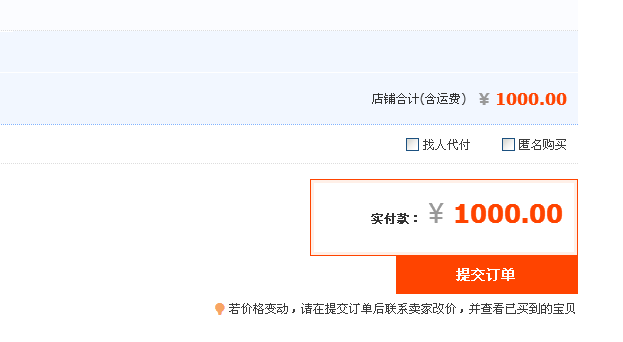 店铺合计(含运费) ¥ 1000.00
找人代付 匿名购买
实付款： ¥ 1000.00
提交订单
若价格变动，请在提交订单后联系卖家改价，并查看已买到的宝贝